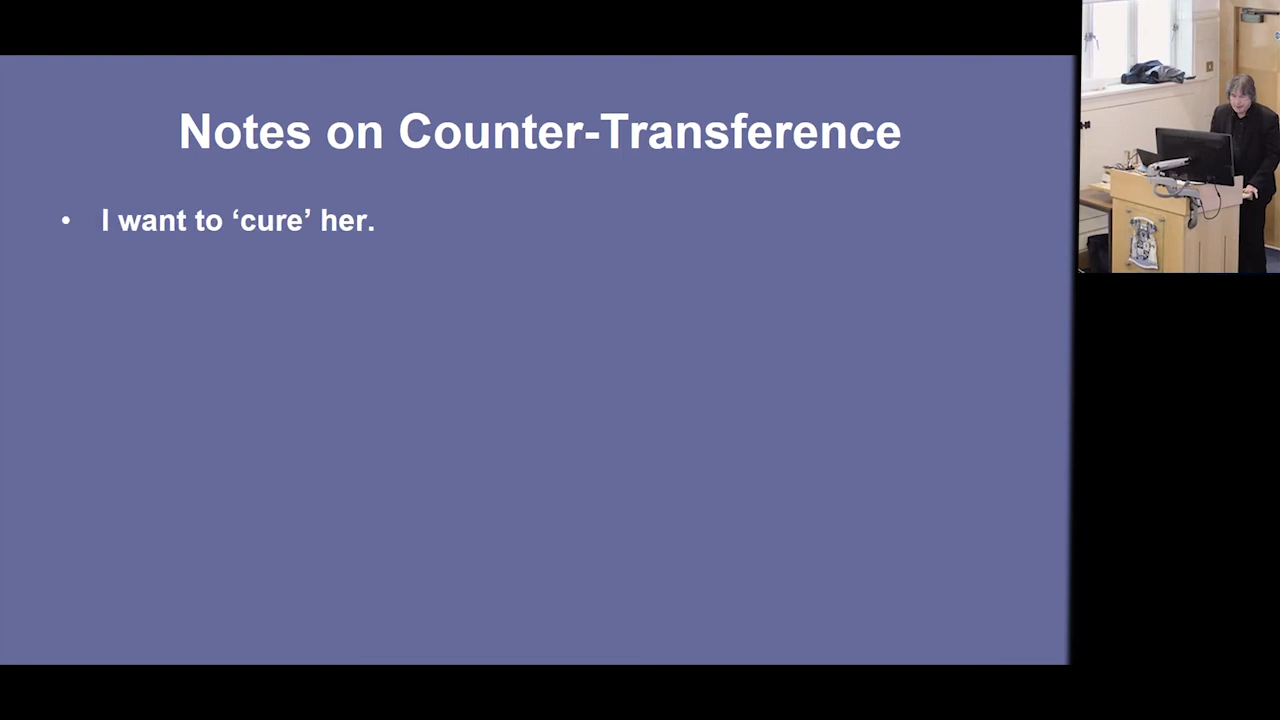 Notes on Counter-Transference
• I want to ‘cure’ her.